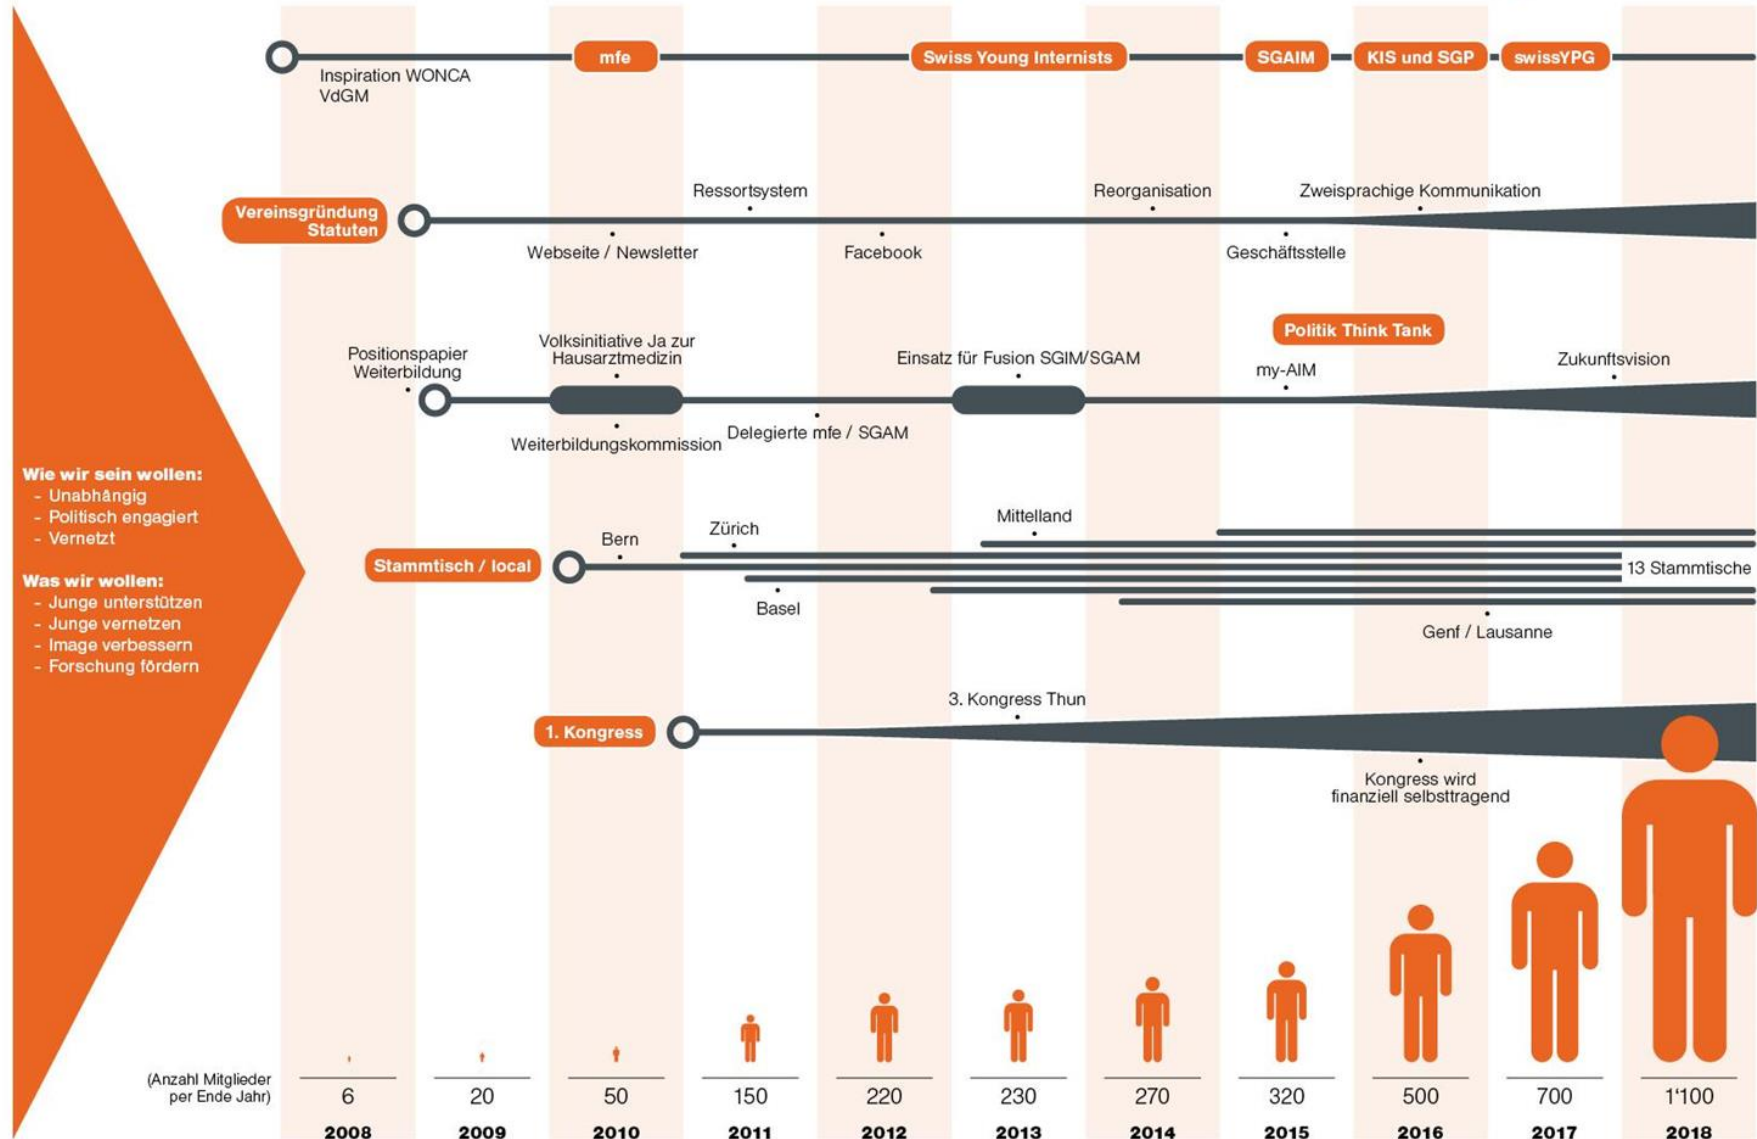 mfe
Swiss Young Internists
SGAIM
KIS und SGP
swissYPG
Inspiration WONCA
VdGM
Ressortsystem
Reorganisation
Zweisprachige Kommunikation
Vereinsgründung
Statuten
Webseite / Newsletter
Facebook
Geschäftsstelle
Politik Think Tank
Positionspapier
Weiterbildung
Volksinitiative Ja zur
Hausarztmedizin
Einsatz für Fusion SGIM/SGAM
my-AIM
Zukunftsvision
Weiterbildungskommission
Delegierte mfe / SGAM
Wie wir sein wollen:
- Unabhängig
- Politisch engagiert
- Vernetzt
Was wir wollen:
- Junge unterstützen
- Junge vernetzen
- Image verbessern
- Forschung fördern
Stammtisch / local
Bern
Zürich
Mittelland
13 Stammtische
Basel
Genf / Lausanne
1. Kongress
3. Kongress Thun
Kongress wird
finanziell selbsttragend
(Anzahl Mitglieder
per Ende Jahr)
6 20 50 150 220 230 270 320 500 700 1'100
2008 2009 2010 2011 2012 2013 2014 2015 2016 2017 2018